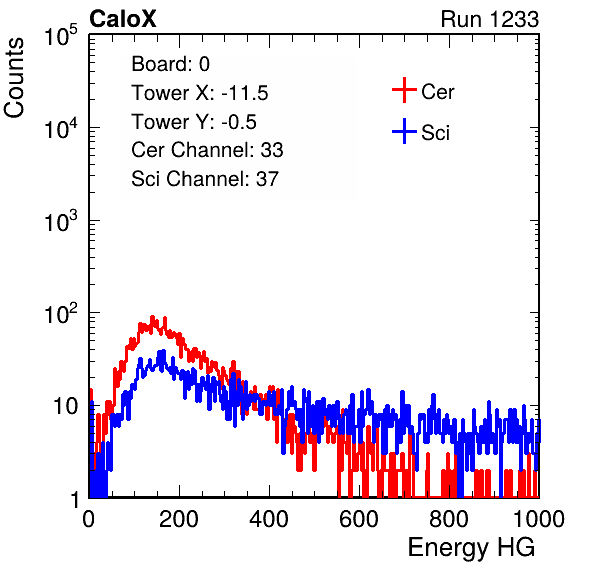 CaloX Run 1233
Counts
10^5
10^4
10^3
10^2
10
1
Board: 0
Tower X: -11.5
Tower Y: -0.5
Cer Channel: 33
Sci Channel: 37
Cer
Sci
0 200 400 600 800 1000
Energy HG